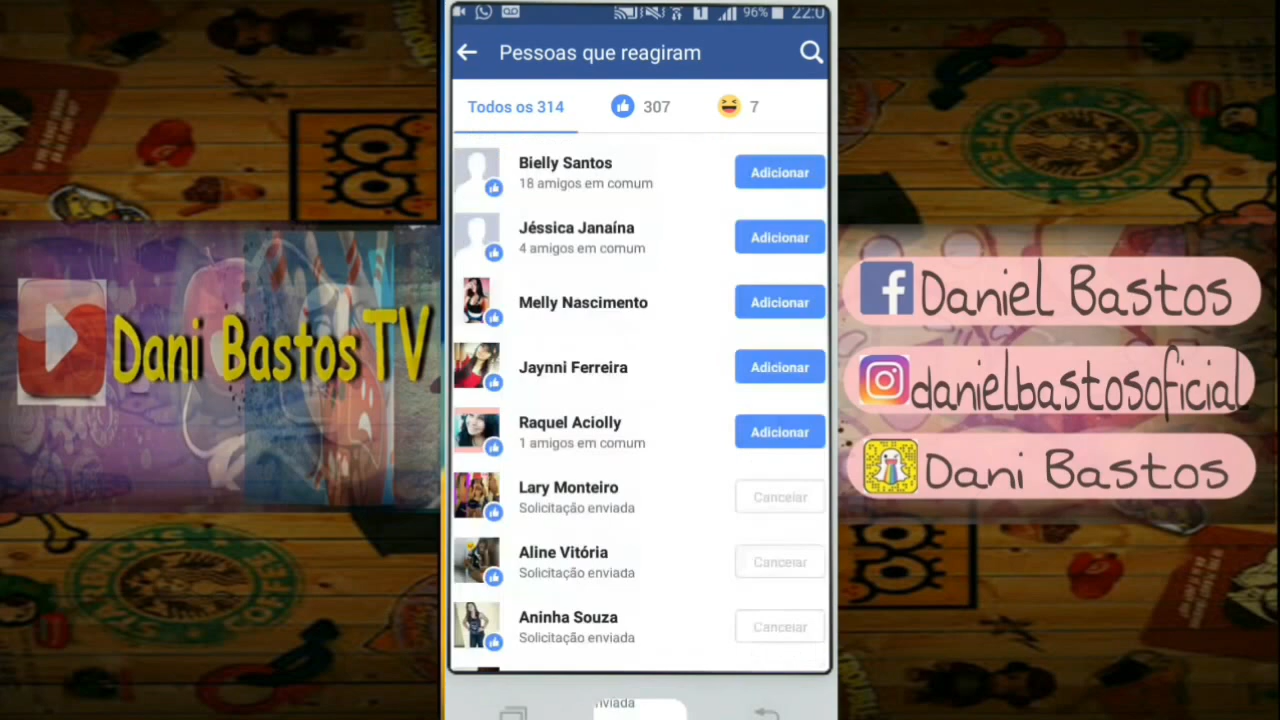 96% 22:0
Pessoas que reagiram
Todos os 314
307
7
Bielly Santos
18 amigos em comum
Adicionar
Jéssica Janaína
4 amigos em comum
Adicionar
Melly Nascimento
Adicionar
Jaynni Ferreira
Adicionar
Raquel Aciolly
1 amigos em comum
Adicionar
Lary Monteiro
Solicitação enviada
Cancelar
Aline Vitória
Solicitação enviada
Cancelar
Aninha Souza
Solicitação enviada
Cancelar
Dani Bastos TV
Daniel Bastos
danielbastosoficial
Dani Bastos
STARBUCKS COFFEE